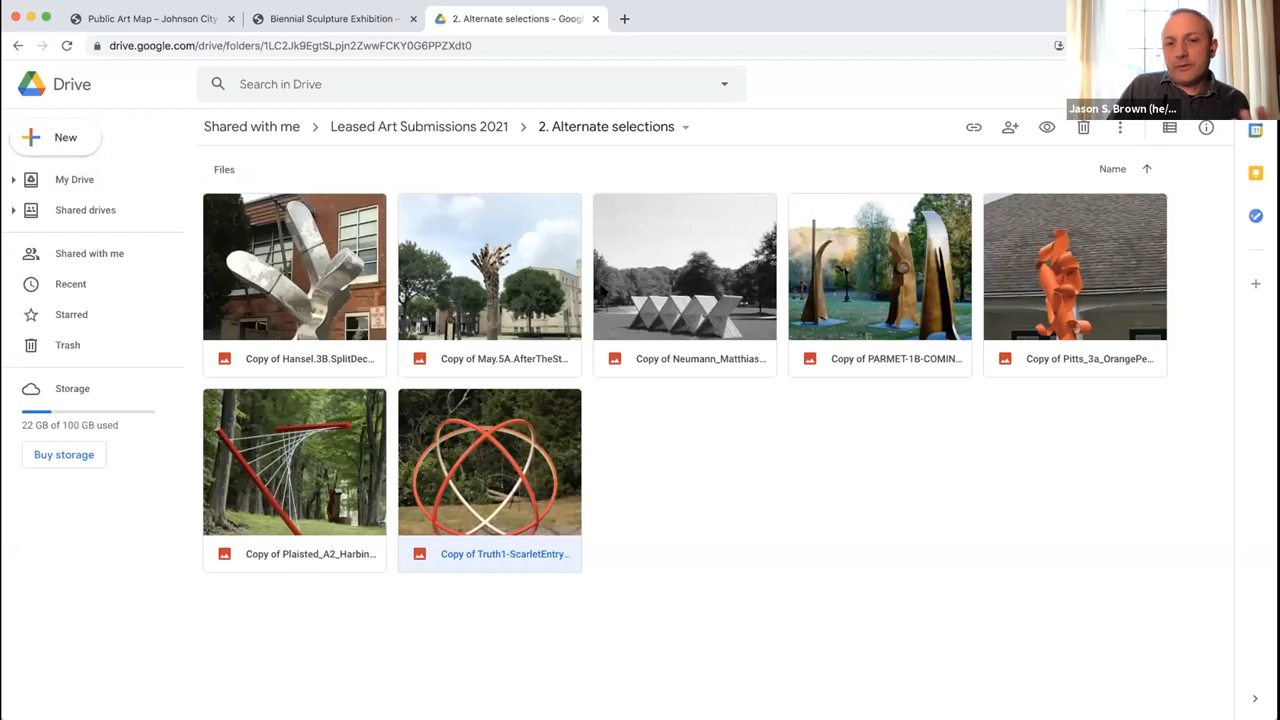 Public Art Map – Johnson City
Biennial Sculpture Exhibition –
2. Alternate selections - Goog
drive.google.com/drive/folders/1LC2Jk9EgtSLpjn2ZwwFCKY0G6PPZXdt0
Jason S. Brown (he/...
Drive
Search in Drive
New
Shared with me
Leased Art Submissions 2021
2. Alternate selections
31
My Drive
Files
Name
Shared drives
Shared with me
Recent
Starred
Trash
Copy of Hansel.3B.SplitDec...
Copy of May.5A.AfterTheSt...
Copy of Neumann_Matthias...
Copy of PARMET-1B-COMIN...
Copy of Pitts_3a_OrangePe...
Storage
22 GB of 100 GB used
Buy storage
Copy of Plaisted_A2_Harbin...
Copy of Truth1-ScarletEntry...